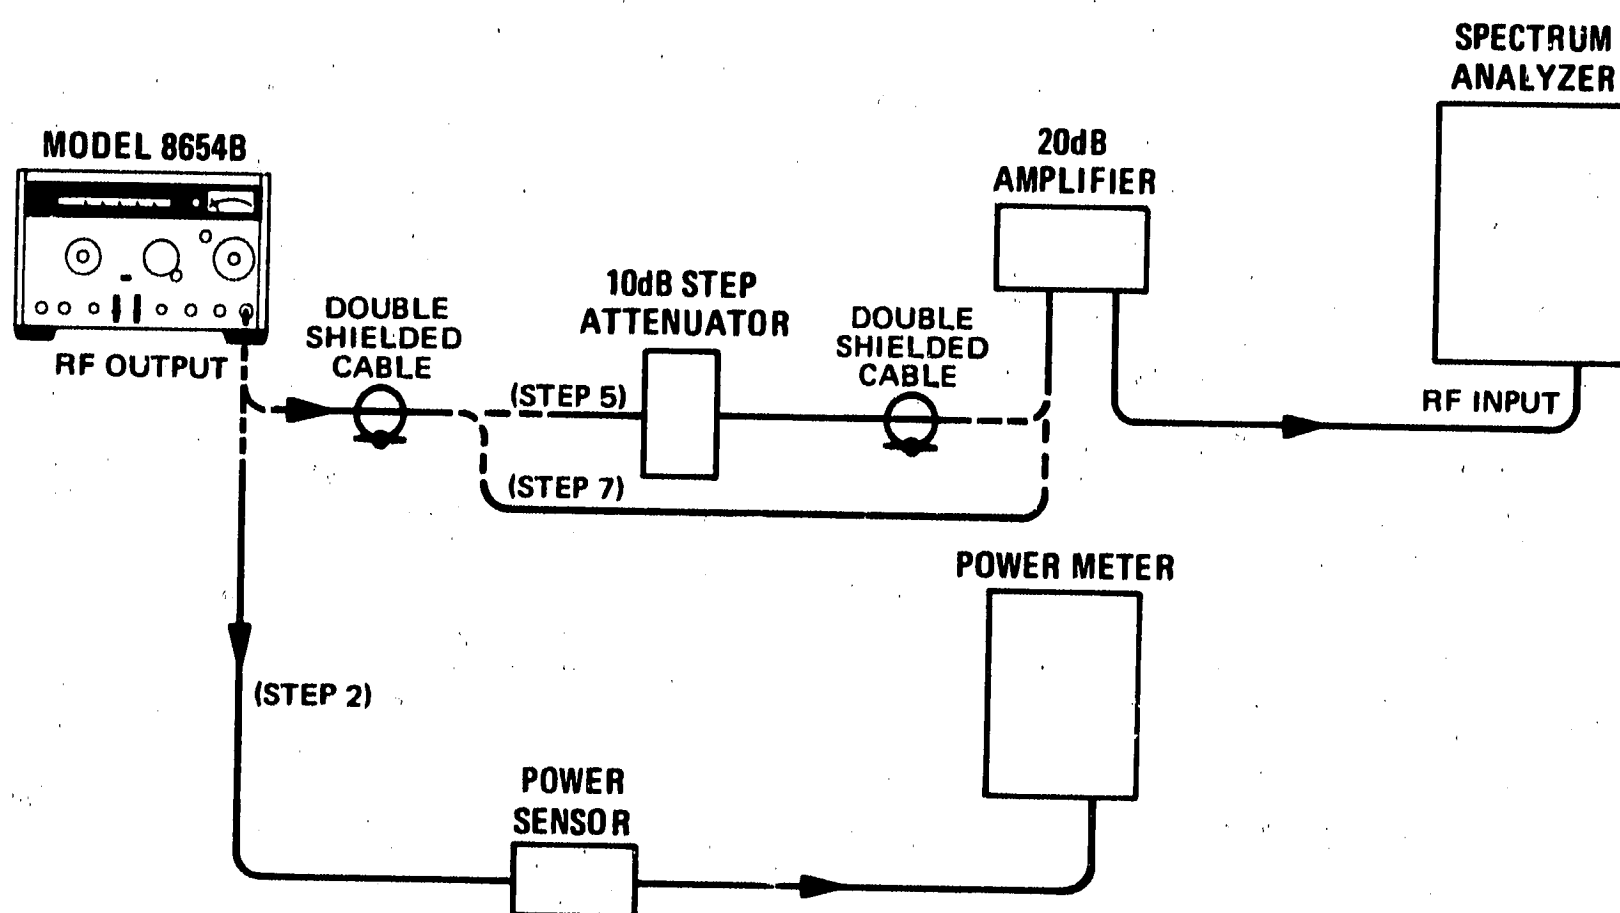 SPECTRUM
ANALYZER
MODEL 8654B
20dB
AMPLIFIER
10dB STEP
ATTENUATOR
DOUBLE
SHIELDED
CABLE
DOUBLE
SHIELDED
CABLE
RF OUTPUT
(STEP 5)
RF INPUT
(STEP 7)
POWER METER
(STEP 2)
POWER
SENSOR